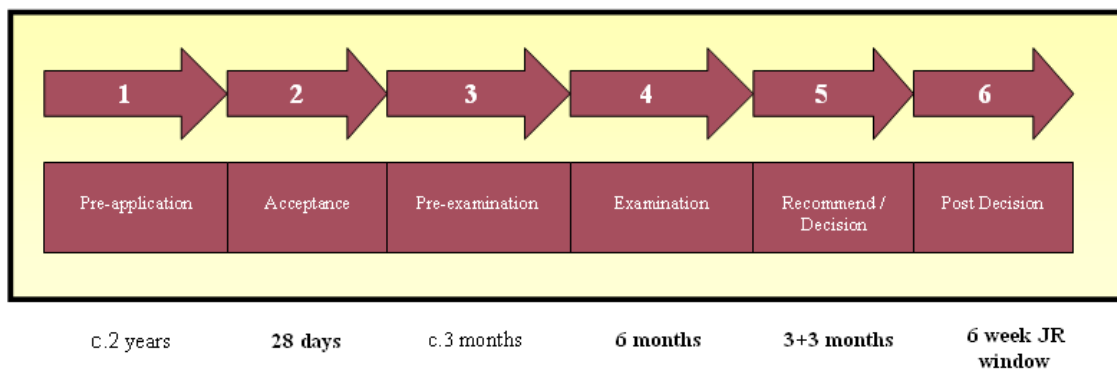 1 2 3 4 5 6
Pre-application Acceptance Pre-examination Examination Recommend / Post Decision
Decision
c.2 years 28 days c.3 months 6 months 3+3 months 6 week JR
window